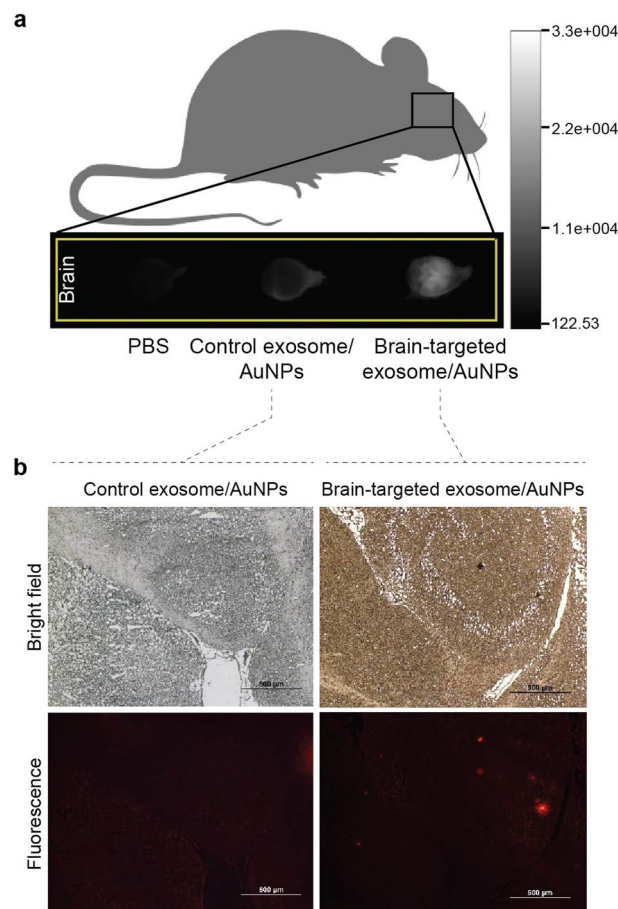 a
3.3e+004
2.2e+004
1.1e+004
122.53
Brain
PBS
Control exosome/
AuNPs
Brain-targeted
exosome/AuNPs
b
Control exosome/AuNPs
Brain-targeted exosome/AuNPs
Bright field
500 µm
500 µm
Fluorescence
500 µm
500 µm